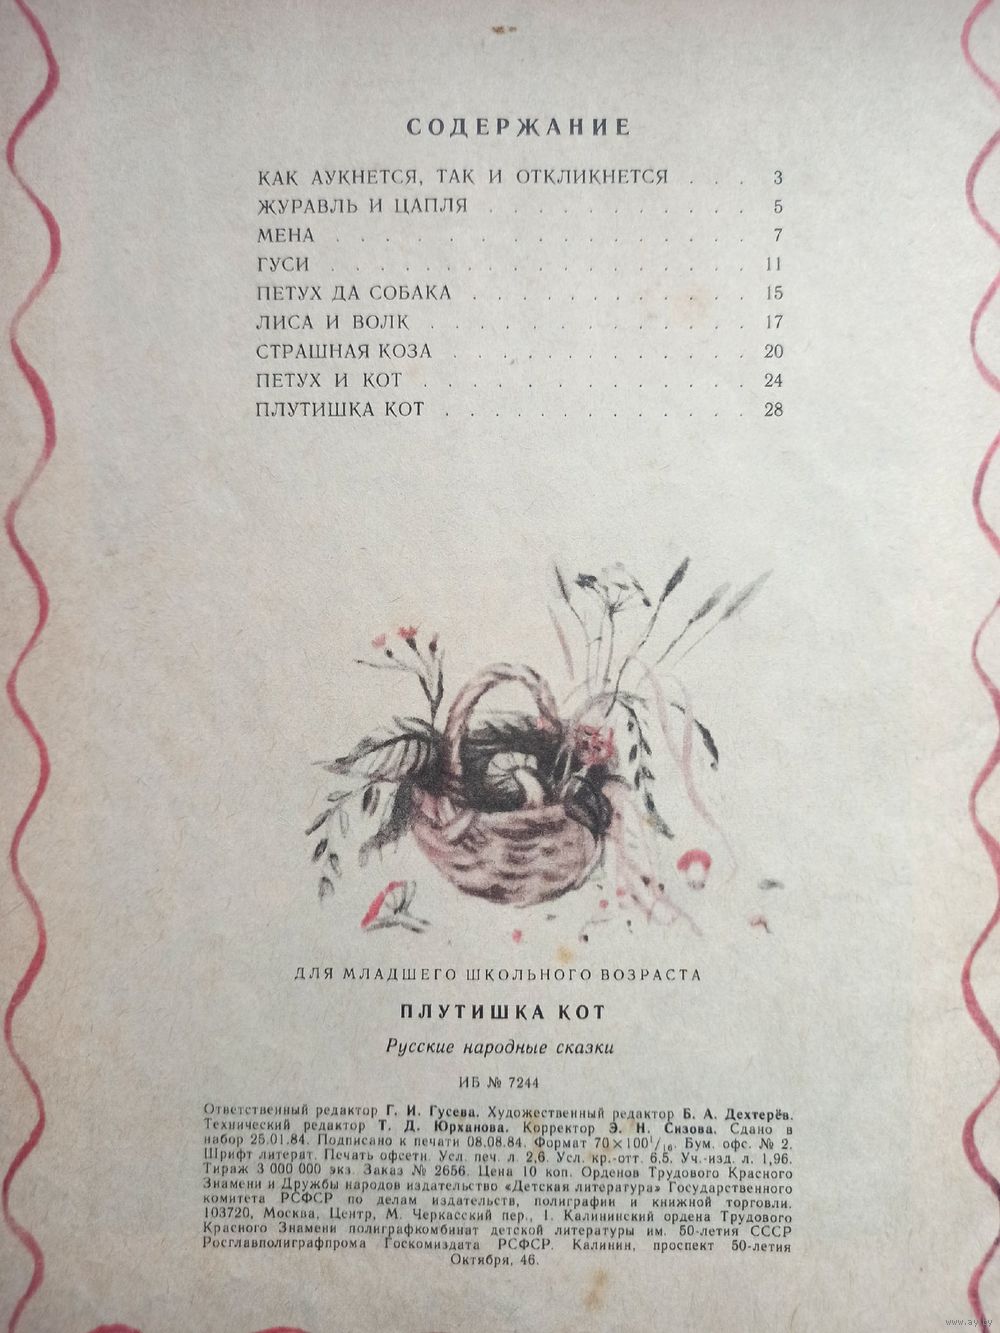 СОДЕРЖАНИЕ
КАК АУКНЕТСЯ, ТАК И ОТКЛИКНЕТСЯ . . . 3
ЖУРАВЛЬ И ЦАПЛЯ . . . . . . . . . . 5
МЕНА . . . . . . . . . . . . . . . 7
ГУСИ . . . . . . . . . . . . . . . 11
ПЕТУХ ДА СОБАКА . . . . . . . . . . 15
ЛИСА И ВОЛК . . . . . . . . . . . . 17
СТРАШНАЯ КОЗА . . . . . . . . . . . 20
ПЕТУХ И КОТ . . . . . . . . . . . . 24
ПЛУТИШКА КОТ . . . . . . . . . . . 28
ДЛЯ МЛАДШЕГО ШКОЛЬНОГО ВОЗРАСТА
ПЛУТИШКА КОТ
Русские народные сказки
ИБ № 7244
Ответственный редактор Г. И. Гусева. Художественный редактор Б. А. Дехтерёв.
Технический редактор Т. Д. Юрханова. Корректор Э. Н. Сизова. Сдано в
набор 25.01.84. Подписано к печати 08.08.84. Формат 70×100 1/16. Бум. офс. № 2.
Шрифт литерат. Печать офсетн. Усл. печ. л. 2,6. Усл. кр.-отт. 6,5. Уч.-изд. л. 1,96.
Тираж 3 000 000 экз. Заказ № 2656. Цена 10 коп. Орденов Трудового Красного
Знамени и Дружбы народов издательство «Детская литература» Государственного
комитета РСФСР по делам издательств, полиграфии и книжной торговли.
103720, Москва, Центр, М. Черкасский пер., 1. Калининский ордена Трудового
Красного Знамени полиграфкомбинат детской литературы им. 50-летия СССР
Росглавполиграфпрома Госкомиздата РСФСР. Калинин, проспект 50-летия
Октября, 46.
www.ay.by